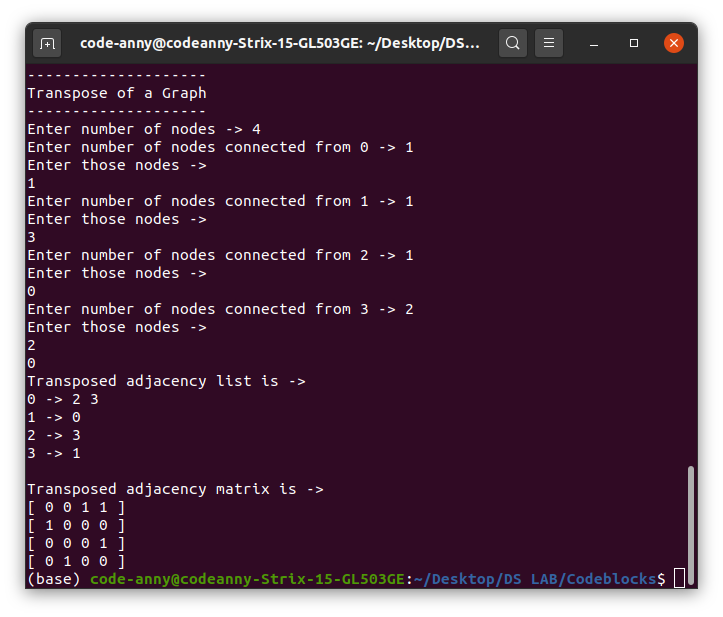 code-anny@codeanny-Strix-15-GL503GE: ~/Desktop/DS...
--------------------
Transpose of a Graph
--------------------
Enter number of nodes -> 4
Enter number of nodes connected from 0 -> 1
Enter those nodes ->
1
Enter number of nodes connected from 1 -> 1
Enter those nodes ->
3
Enter number of nodes connected from 2 -> 1
Enter those nodes ->
0
Enter number of nodes connected from 3 -> 2
Enter those nodes ->
2
0
Transposed adjacency list is ->
0 -> 2 3
1 -> 0
2 -> 3
3 -> 1

Transposed adjacency matrix is ->
[ 0 0 1 1 ]
[ 1 0 0 0 ]
[ 0 0 0 1 ]
[ 0 1 0 0 ]
(base) code-anny@codeanny-Strix-15-GL503GE:~/Desktop/DS LAB/Codeblocks$